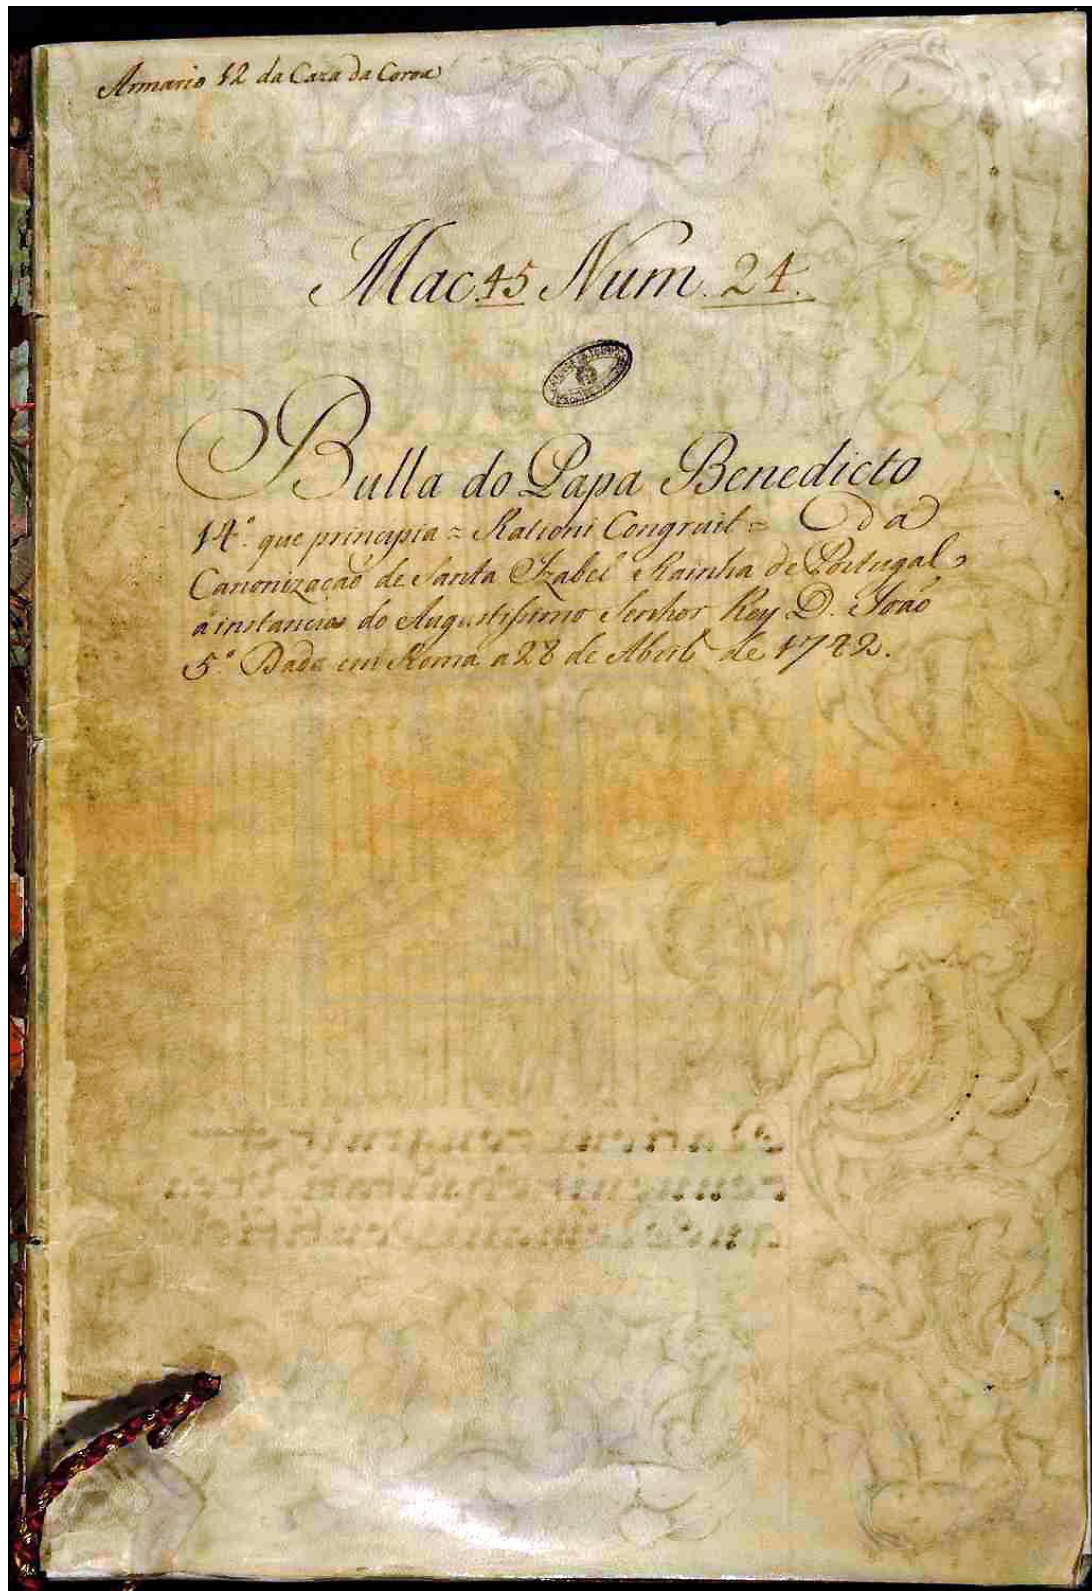 Armario 12 da Caza da Coroa
Mac. 45 Num. 24.
Bulla do Papa Benedicto
14.º que principia = Rationi Congruit = Da
Canonização de Santa Izabel Rainha de Portugal,
á instancias do Augustissimo Senhor Rey D. João
5.º Dada em Roma a 28 de Abril de 1742.